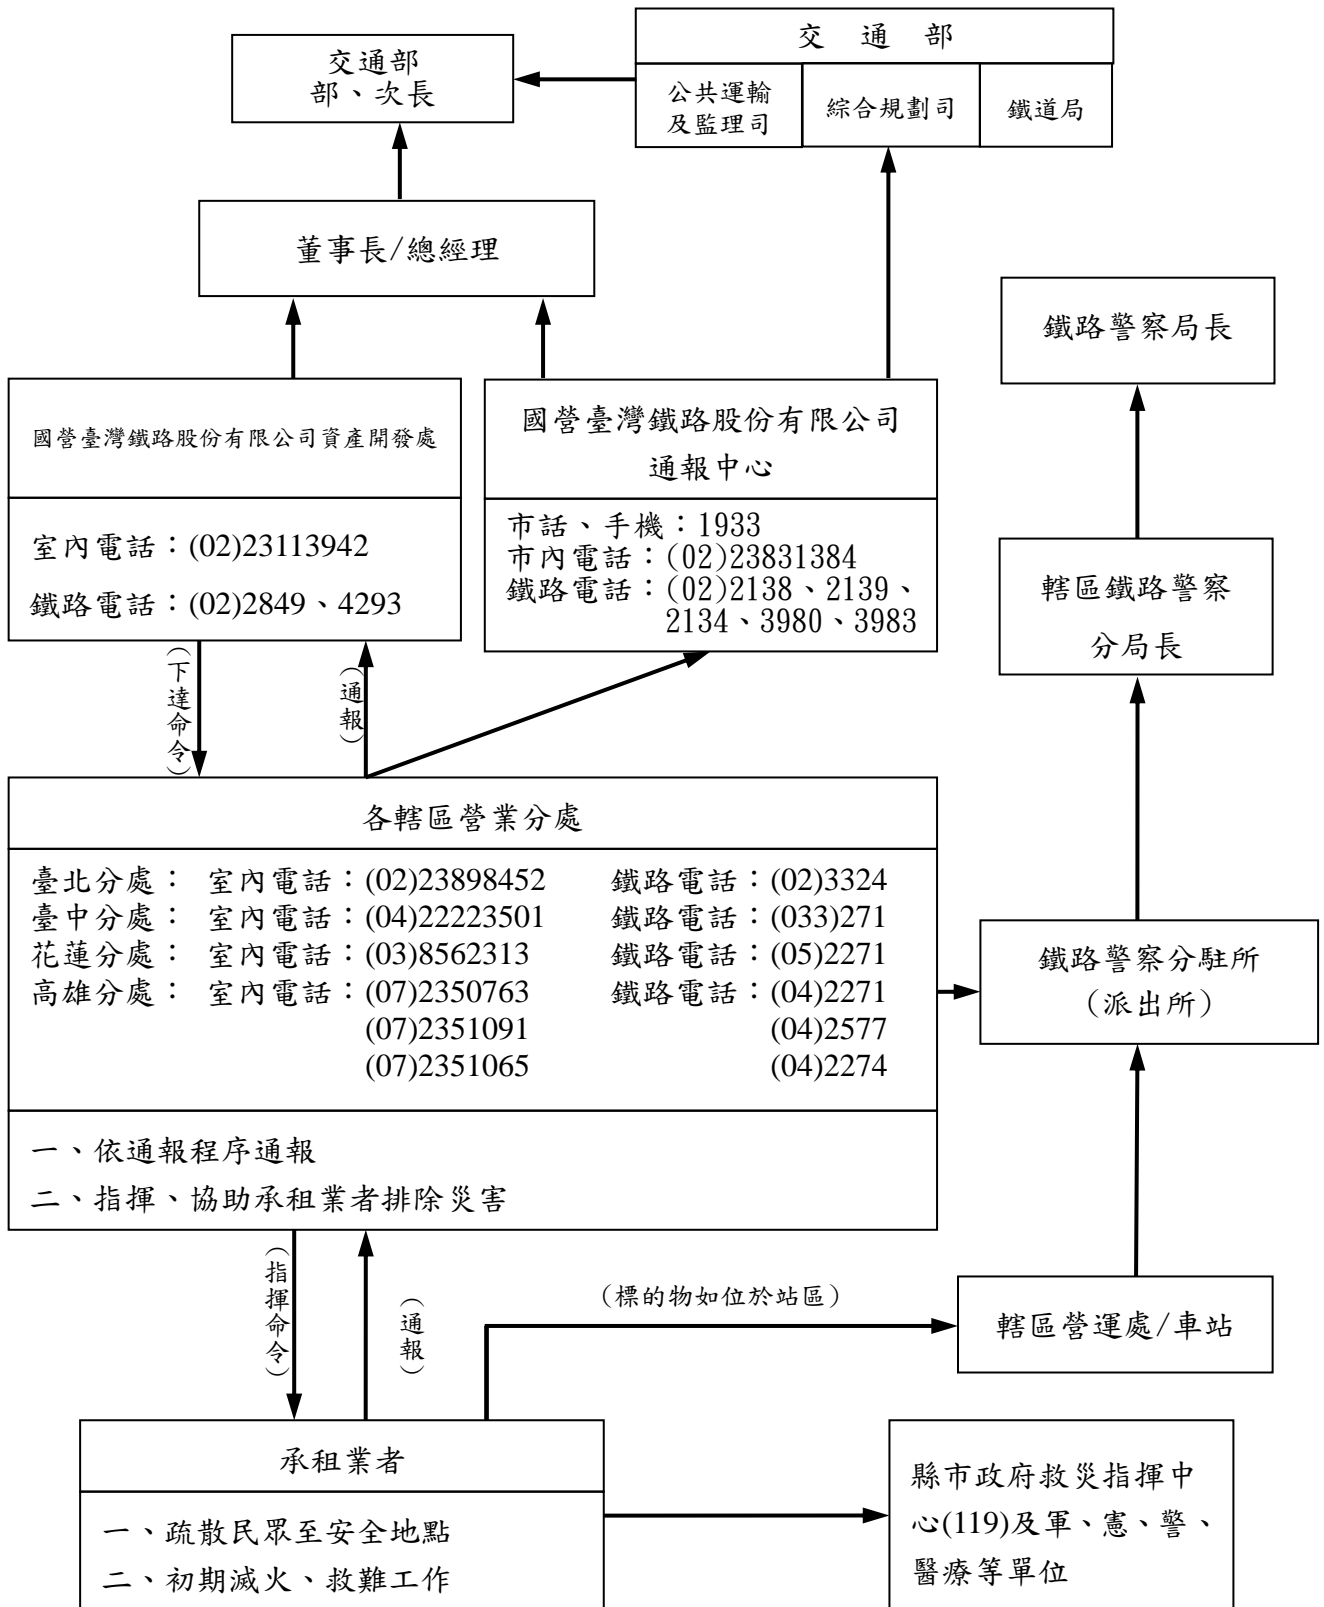 交通部
部、次長
交 通 部
公共運輸
及監理司
綜合規劃司
鐵道局
董事長/總經理
鐵路警察局長
國營臺灣鐵路股份有限公司資產開發處
室內電話：(02)23113942
鐵路電話：(02)2849、4293
國營臺灣鐵路股份有限公司
通報中心
市話、手機：1933
市內電話：(02)23831384
鐵路電話：(02)2138、2139、
2134、3980、3983
轄區鐵路警察
分局長
(下達命令)
(通報)
各轄區營業分處
臺北分處： 室內電話：(02)23898452 鐵路電話：(02)3324
臺中分處： 室內電話：(04)22223501 鐵路電話：(033)271
花蓮分處： 室內電話：(03)8562313 鐵路電話：(05)2271
高雄分處： 室內電話：(07)2350763 鐵路電話：(04)2271
(07)2351091 (04)2577
(07)2351065 (04)2274
一、依通報程序通報
二、指揮、協助承租業者排除災害
鐵路警察分駐所
（派出所）
(指揮命令)
(通報)
（標的物如位於站區）
轄區營運處/車站
承租業者
一、疏散民眾至安全地點
二、初期滅火、救難工作
縣市政府救災指揮中
心(119)及軍、憲、警、
醫療等單位